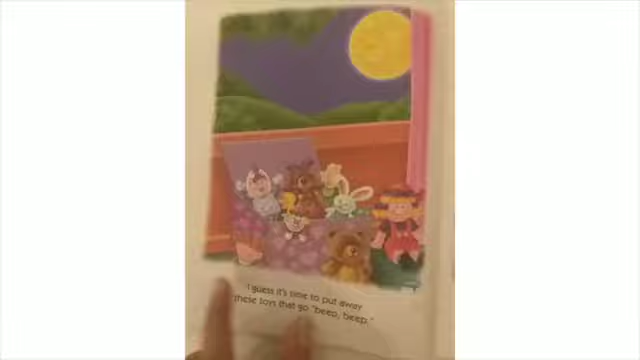 I guess it's time to put away
these toys that go "beep, beep."